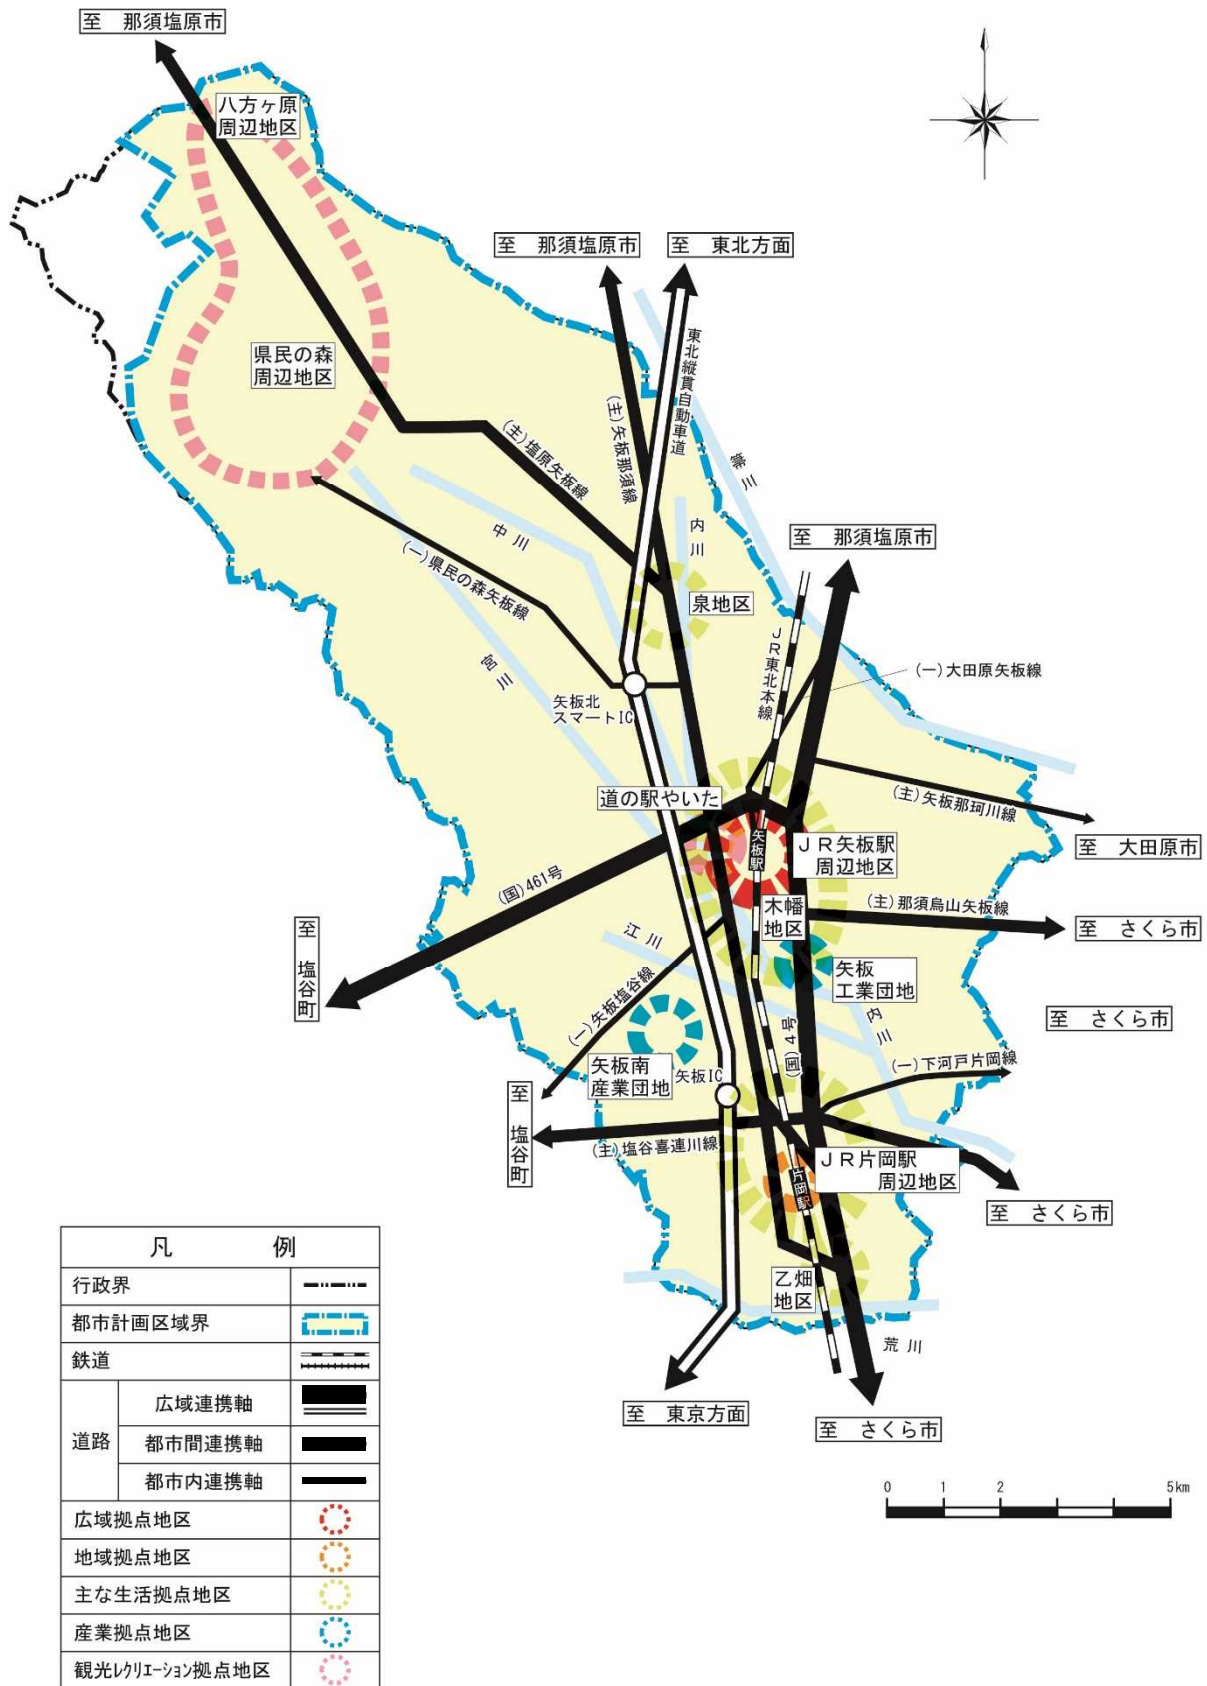 至　那須塩原市
八方ヶ原
周辺地区
至　那須塩原市
至　東北方面
東北縦貫自動車道
県民の森
周辺地区
(主)矢板那須線
(主)塩原矢板線
箒川
中川
内川
至　那須塩原市
(一)県民の森矢板線
泉地区
JR東北本線
宮川
(一)大田原矢板線
矢板北
スマートIC
道の駅やいた
(主)矢板那珂川線
至　大田原市
矢板駅
JR矢板駅
周辺地区
(国)461号
木幡
地区
(主)那須烏山矢板線
至　さくら市
至　塩谷町
江川
矢板
工業団地
(一)矢板塩谷線
内川
至　さくら市
(国)4号
矢板南
産業団地
矢板IC
(一)下河戸片岡線
至　塩谷町
(主)塩谷喜連川線
JR片岡駅
周辺地区
片岡駅
至　さくら市
乙畑
地区
荒川
至　東京方面
至　さくら市
凡　例
行政界
都市計画区域界
鉄道
道路
広域連携軸
都市間連携軸
都市内連携軸
広域拠点地区
地域拠点地区
主な生活拠点地区
産業拠点地区
観光レクリエーション拠点地区
0 1 2 5km